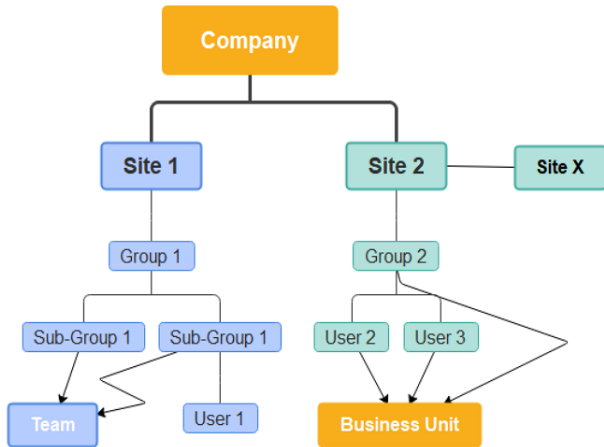 Company
Site 1
Site 2
Site X
Group 1
Group 2
Sub-Group 1
Sub-Group 1
User 2
User 3
Team
User 1
Business Unit